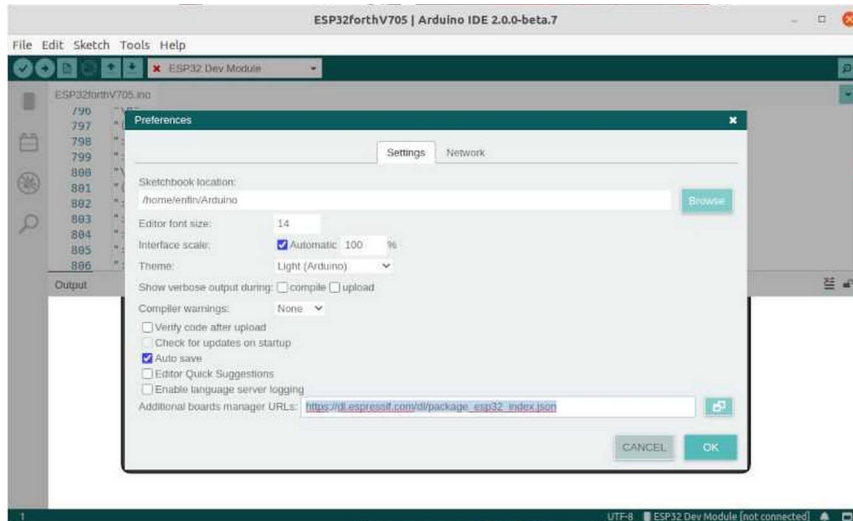 ESP32forthV705 | Arduino IDE 2.0.0-beta.7
File Edit Sketch Tools Help
ESP32 Dev Module
ESP32forthV705.ino
796
797
798
799
800
801
802
803
804
805
806
Preferences
Settings Network
Sketchbook location:
/home/enfin/Arduino
Browse
Editor font size: 14
Interface scale: Automatic 100 %
Theme: Light (Arduino)
Show verbose output during: compile upload
Compiler warnings: None
Verify code after upload
Check for updates on startup
Auto save
Editor Quick Suggestions
Enable language server logging
Additional boards manager URLs: https://dl.espressif.com/dl/package_esp32_index.json
CANCEL OK
Output
1 UTF-8 ESP32 Dev Module [not connected]